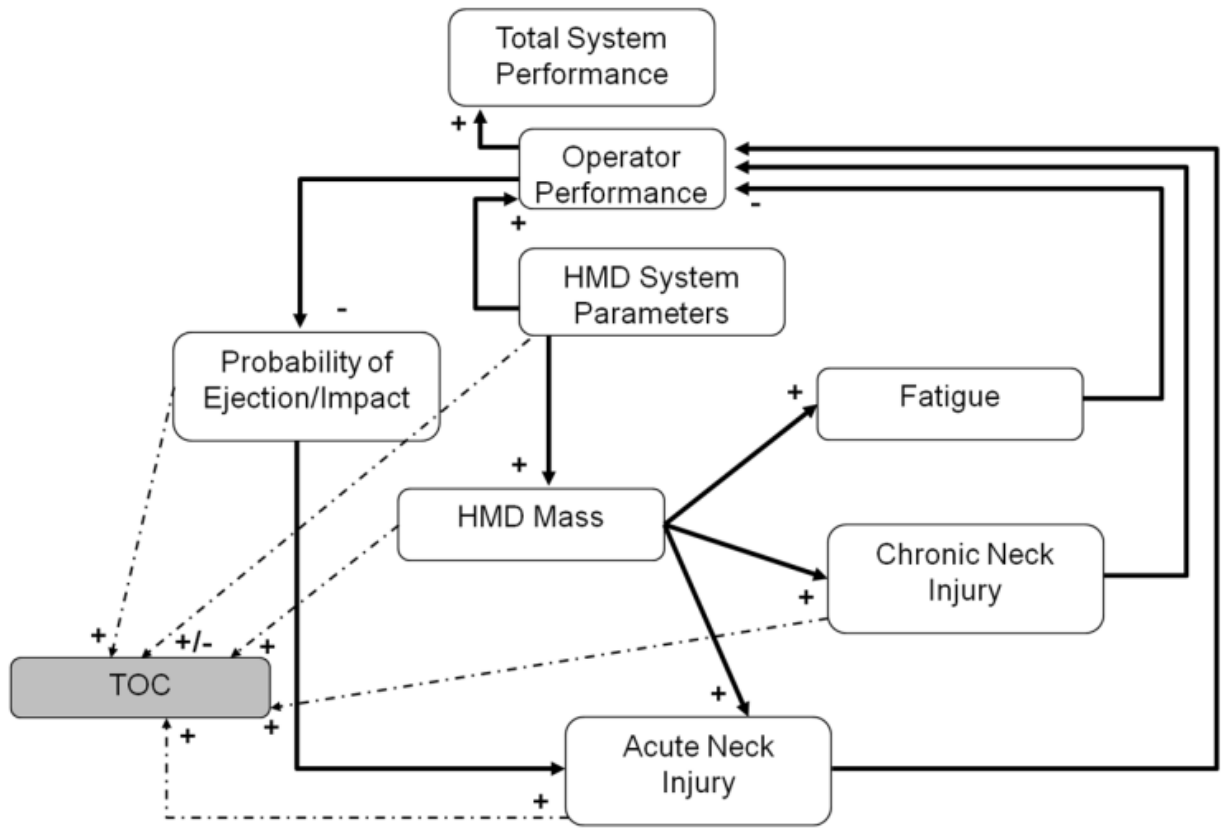 Total System
Performance
+
Operator
Performance
-
+
HMD System
Parameters
-
Probability of
Ejection/Impact
+
Fatigue
+
HMD Mass
Chronic Neck
Injury
+
+
+/-
+
TOC
+
+
+
Acute Neck
Injury
+